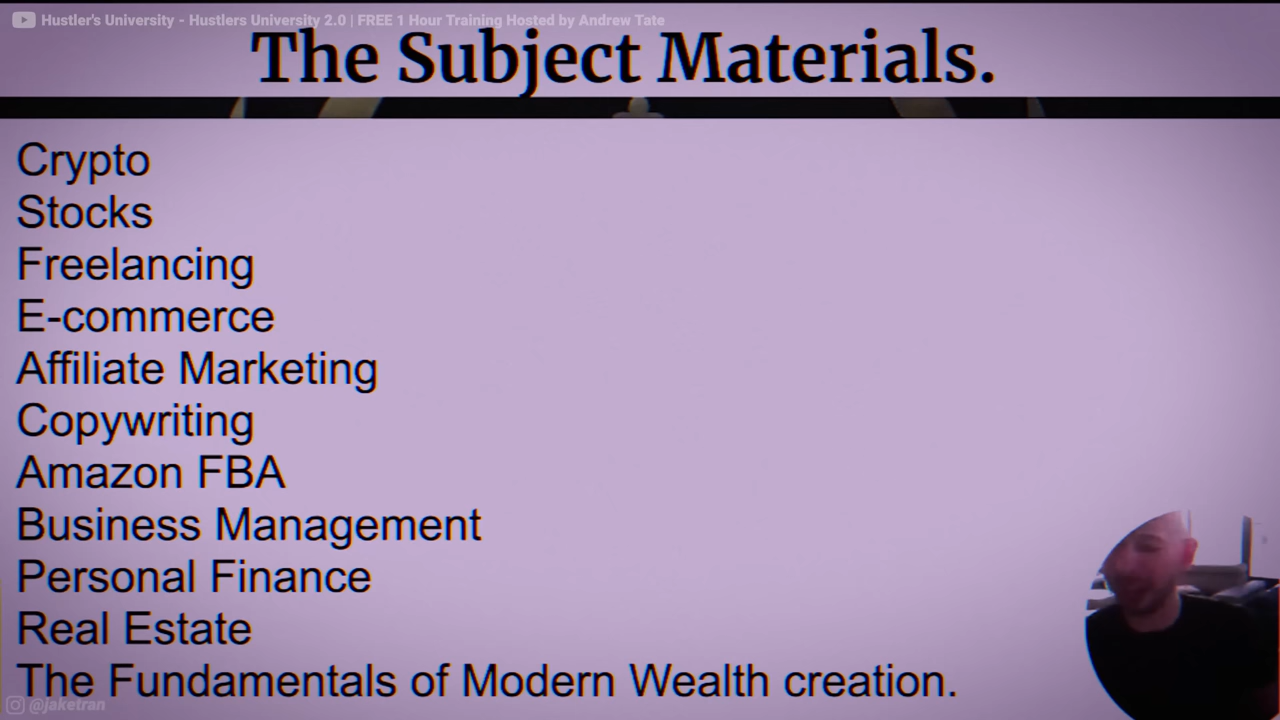 Hustler's University - Hustlers University 2.0 | FREE 1 Hour Training Hosted by Andrew Tate
The Subject Materials.
Crypto
Stocks
Freelancing
E-commerce
Affiliate Marketing
Copywriting
Amazon FBA
Business Management
Personal Finance
Real Estate
The Fundamentals of Modern Wealth creation.
@jaketran